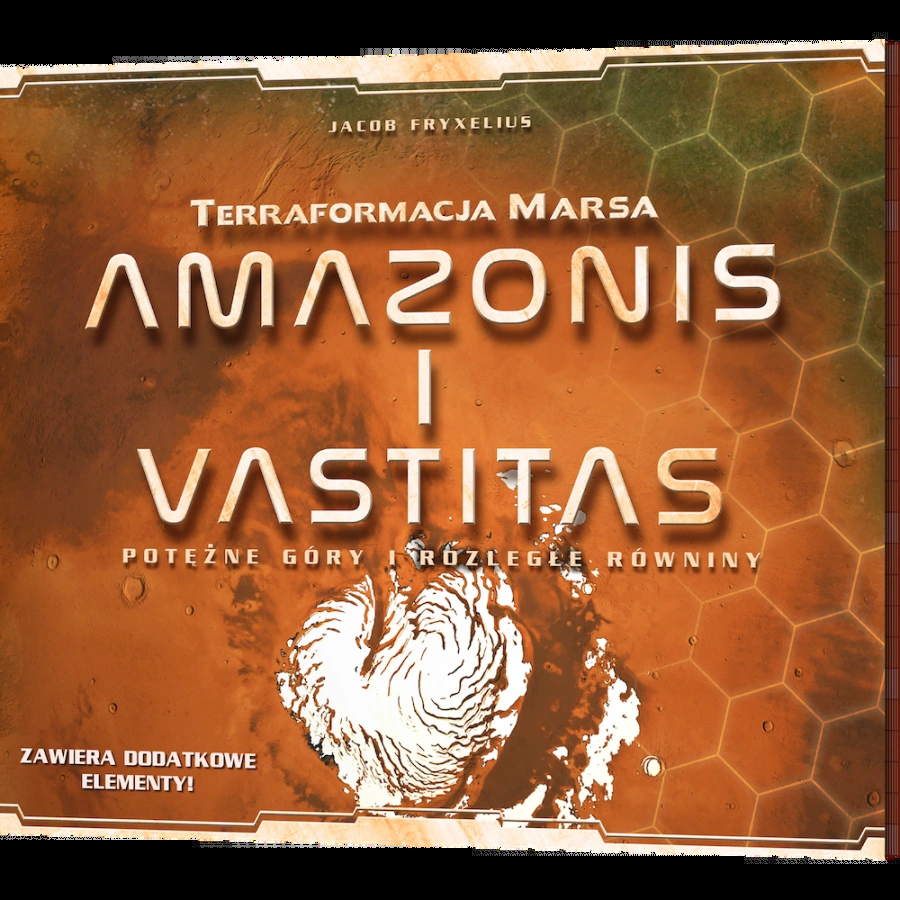 JACOB FRYXELIUS
TERRAFORMACJA MARSA
AMAZONIS
I
VASTITAS
POTĘŻNE GÓRY I ROZLEGŁE RÓWNINY
ZAWIERA DODATKOWE
ELEMENTY!